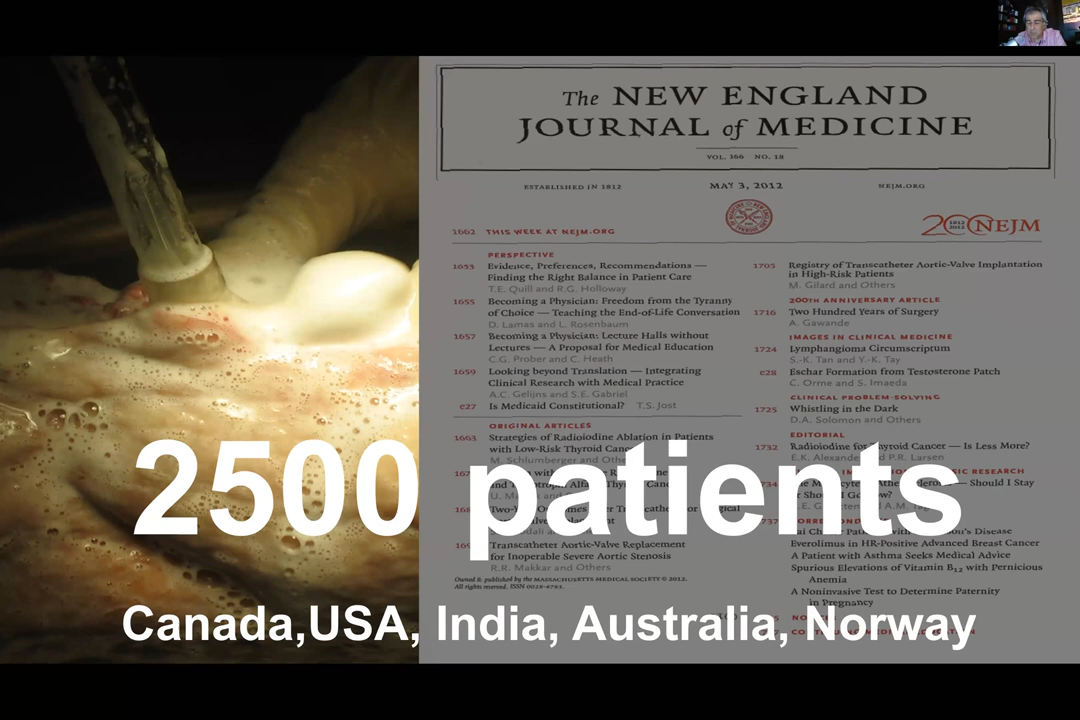 The NEW ENGLAND
JOURNAL of MEDICINE
VOL. 366 NO. 18
ESTABLISHED IN 1812
MAY 3, 2012
NEJM.ORG
1812
2012
NEJM
1662 THIS WEEK AT NEJM.ORG
PERSPECTIVE
1653 Evidence, Preferences, Recommendations —
Finding the Right Balance in Patient Care
T.E. Quill and R.G. Holloway
1655 Becoming a Physician: Freedom from the Tyranny
of Choice — Teaching the End-of-Life Conversation
D. Lamas and L. Rosenbaum
1657 Becoming a Physician: Lecture Halls without
Lectures — A Proposal for Medical Education
C.G. Prober and C. Heath
1659 Looking beyond Translation — Integrating
Clinical Research with Medical Practice
A.C. Gelijns and S.E. Gabriel
e27 Is Medicaid Constitutional? T.S. Jost
ORIGINAL ARTICLES
1663 Strategies of Radioiodine Ablation in Patients
with Low-Risk Thyroid
M. Schlumberger and
Transcatheter Aortic-Valve Replacement
for Inoperable Severe Aortic Stenosis
R.R. Makkar and Others
Owned & published by the MASSACHUSETTS MEDICAL SOCIETY © 2012.
All rights reserved. ISSN 0028-4793.
1705 Registry of Transcatheter Aortic-Valve Implantation
in High-Risk Patients
M. Gilard and Others
200TH ANNIVERSARY ARTICLE
1716 Two Hundred Years of Surgery
A. Gawande
IMAGES IN CLINICAL MEDICINE
1724 Lymphangioma Circumscriptum
S.-K. Tan and Y.-K. Tay
e28 Eschar Formation from Testosterone Patch
C. Orme and S. Imaeda
CLINICAL PROBLEM-SOLVING
1725 Whistling in the Dark
D.A. Solomon and Others
EDITORIAL
1732 Radioiodine for Thyroid Cancer — Is Less More?
E.K. Alexander and P.R. Larsen
RESEARCH
Should I Stay
Disease
Everolimus in HR-Positive Advanced Breast Cancer
A Patient with Asthma Seeks Medical Advice
Spurious Elevations of Vitamin B12 with Pernicious
Anemia
A Noninvasive Test to Determine Paternity
in Pregnancy
2500 patients
Canada,USA, India, Australia, Norway